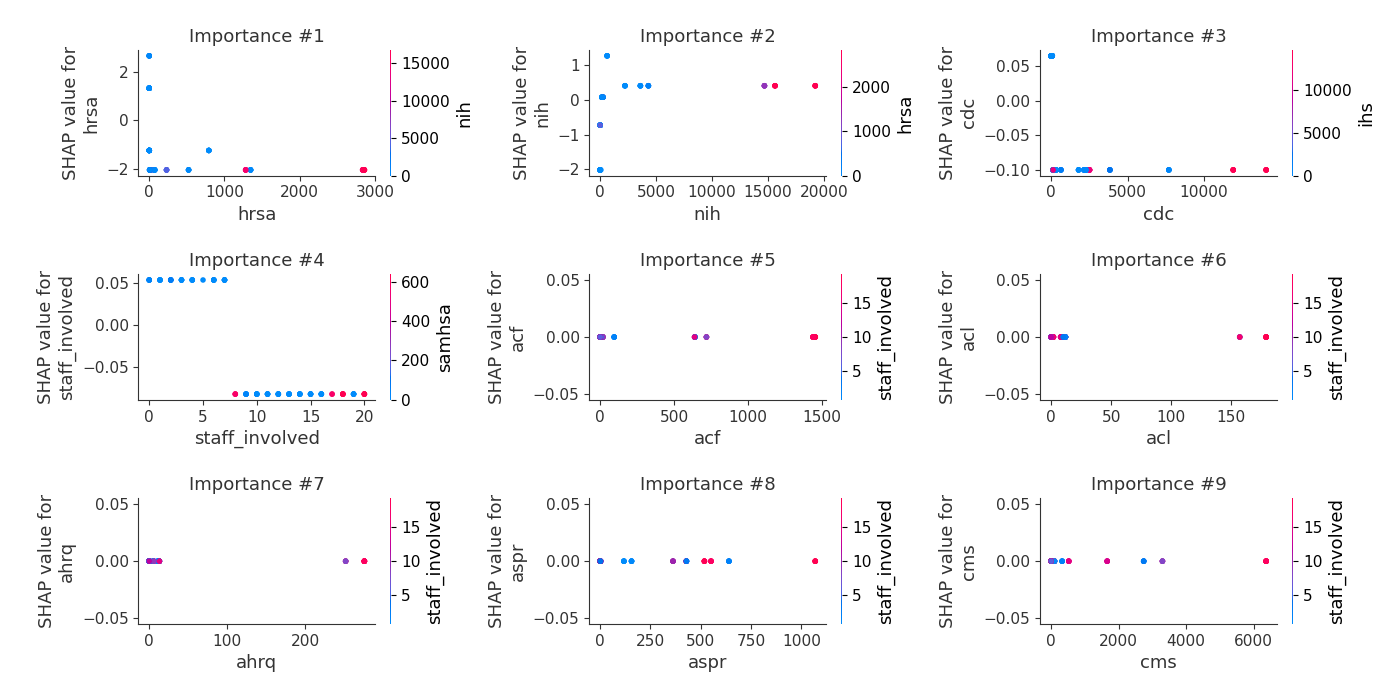 Importance #1
SHAP value for
hrsa
2
0
−2
0
1000
2000
3000
hrsa
15000
10000
5000
0
nih
Importance #2
SHAP value for
nih
1
0
−1
−2
0
5000
10000
15000
20000
nih
2000
1000
0
hrsa
Importance #3
SHAP value for
cdc
0.05
0.00
−0.05
−0.10
0
5000
10000
cdc
10000
5000
0
ihs
Importance #4
SHAP value for
staff_involved
0.05
0.00
−0.05
0
5
10
15
20
staff_involved
600
400
200
0
samhsa
Importance #5
SHAP value for
acf
0.05
0.00
−0.05
0
500
1000
1500
acf
15
10
5
staff_involved
Importance #6
SHAP value for
acl
0.05
0.00
−0.05
0
50
100
150
acl
15
10
5
staff_involved
Importance #7
SHAP value for
ahrq
0.05
0.00
−0.05
0
100
200
ahrq
15
10
5
staff_involved
Importance #8
SHAP value for
aspr
0.05
0.00
−0.05
0
250
500
750
1000
aspr
15
10
5
staff_involved
Importance #9
SHAP value for
cms
0.05
0.00
−0.05
0
2000
4000
6000
cms
15
10
5
staff_involved